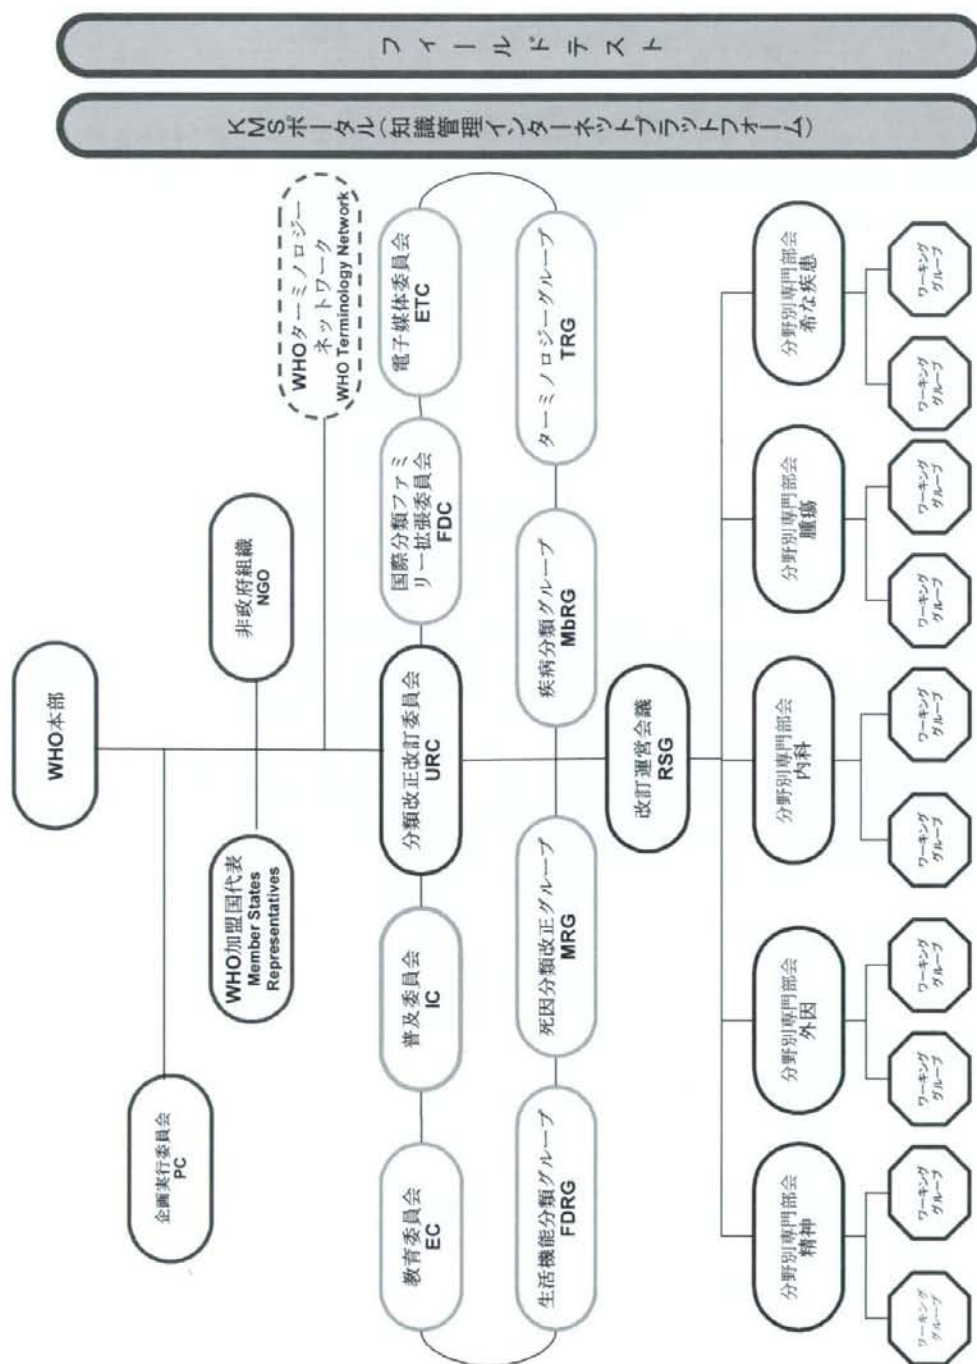 WHO本部
企画実行委員会
PC
WHO加盟国代表
Member States
Representatives
非政府組織
NGO
WHOターミノロジー
ネットワーク
WHO Terminology Network
教育委員会
EC
普及委員会
IC
分類改正改訂委員会
URC
国際分類ファミ
リー拡張委員会
FDC
電子媒体委員会
ETC
生活機能分類グループ
FDRG
死因分類改正グループ
MRG
疾病分類グループ
MbRG
ターミノロジーグループ
TRG
改訂運営会議
RSG
分野別専門部会
精神
分野別専門部会
外因
分野別専門部会
内科
分野別専門部会
腫瘍
分野別専門部会
希な疾患
ワーキング
グループ
ワーキング
グループ
ワーキング
グループ
ワーキング
グループ
ワーキング
グループ
ワーキング
グループ
ワーキング
グループ
ワーキング
グループ
ワーキング
グループ
ワーキング
グループ
KMSポータル(知識管理インターネットプラットフォーム)
フィールドテスト